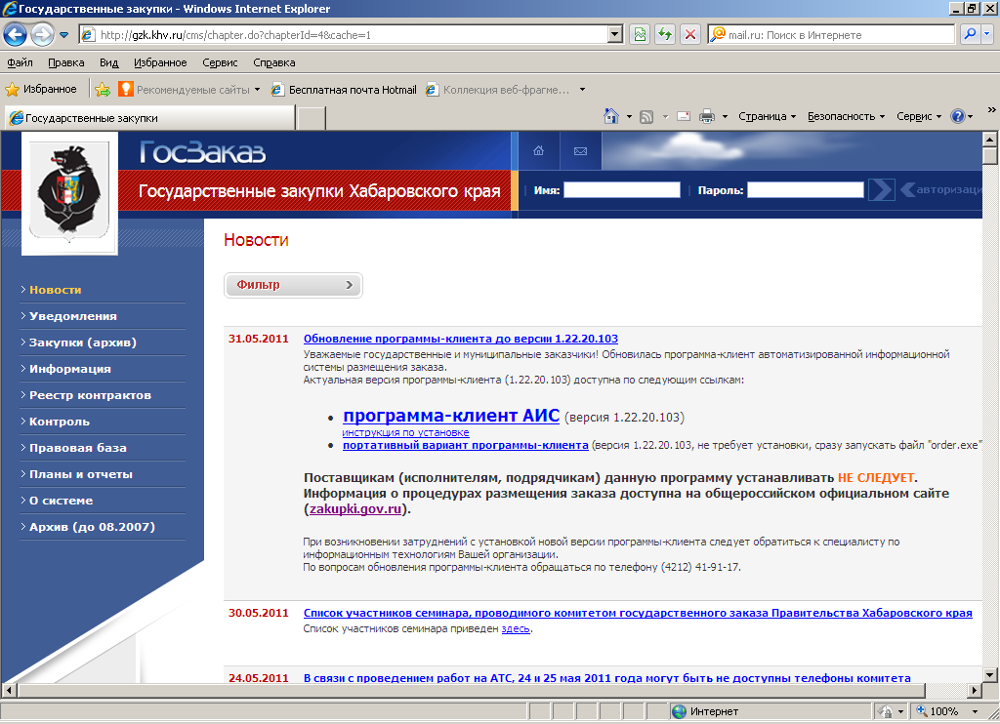 Государственные закупки - Windows Internet Explorer
http://gzk.khv.ru/cms/chapter.do?chapterId=4&cache=1
mail.ru: Поиск в Интернете
Файл Правка Вид Избранное Сервис Справка
Избранное Рекомендуемые сайты Бесплатная почта Hotmail Коллекция веб-фрагме...
Государственные закупки
Страница Безопасность Сервис
ГосЗаказ
Государственные закупки Хабаровского края
Имя: Пароль: авторизаци
Новости
Фильтр
Новости
Уведомления
Закупки (архив)
Информация
Реестр контрактов
Контроль
Правовая база
Планы и отчеты
О системе
Архив (до 08.2007)
31.05.2011 Обновление программы-клиента до версии 1.22.20.103
Уважаемые государственные и муниципальные заказчики! Обновилась программа-клиент автоматизированной информационной
системы размещения заказа.
Актуальная версия программы-клиента (1.22.20.103) доступна по следующим ссылкам:
• программа-клиент АИС (версия 1.22.20.103)
инструкция по установке
• портативный вариант программы-клиента (версия 1.22.20.103, не требует установки, сразу запускать файл "order.exe"
Поставщикам (исполнителям, подрядчикам) данную программу устанавливать НЕ СЛЕДУЕТ.
Информация о процедурах размещения заказа доступна на общероссийском официальном сайте
(zakupki.gov.ru).
При возникновении затруднений с установкой новой версии программы-клиента следует обратиться к специалисту по
информационным технологиям Вашей организации.
По вопросам обновления программы-клиента обращаться по телефону (4212) 41-91-17.
30.05.2011 Список участников семинара, проводимого комитетом государственного заказа Правительства Хабаровского края
Список участников семинара приведен здесь.
24.05.2011 В связи с проведением работ на АТС, 24 и 25 мая 2011 года могут быть не доступны телефоны комитета
Интернет 100%